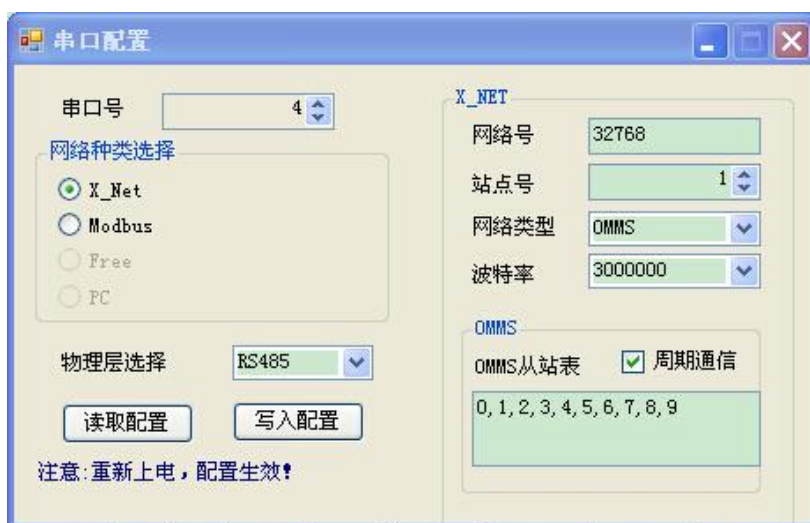 串口配置
串口号 4
网络种类选择
X_Net
Modbus
Free
PC
物理层选择 RS485
读取配置 写入配置
注意:重新上电，配置生效!
X_NET
网络号 32768
站点号 1
网络类型 OMMS
波特率 3000000
OMMS
OMMS从站表 周期通信
0,1,2,3,4,5,6,7,8,9